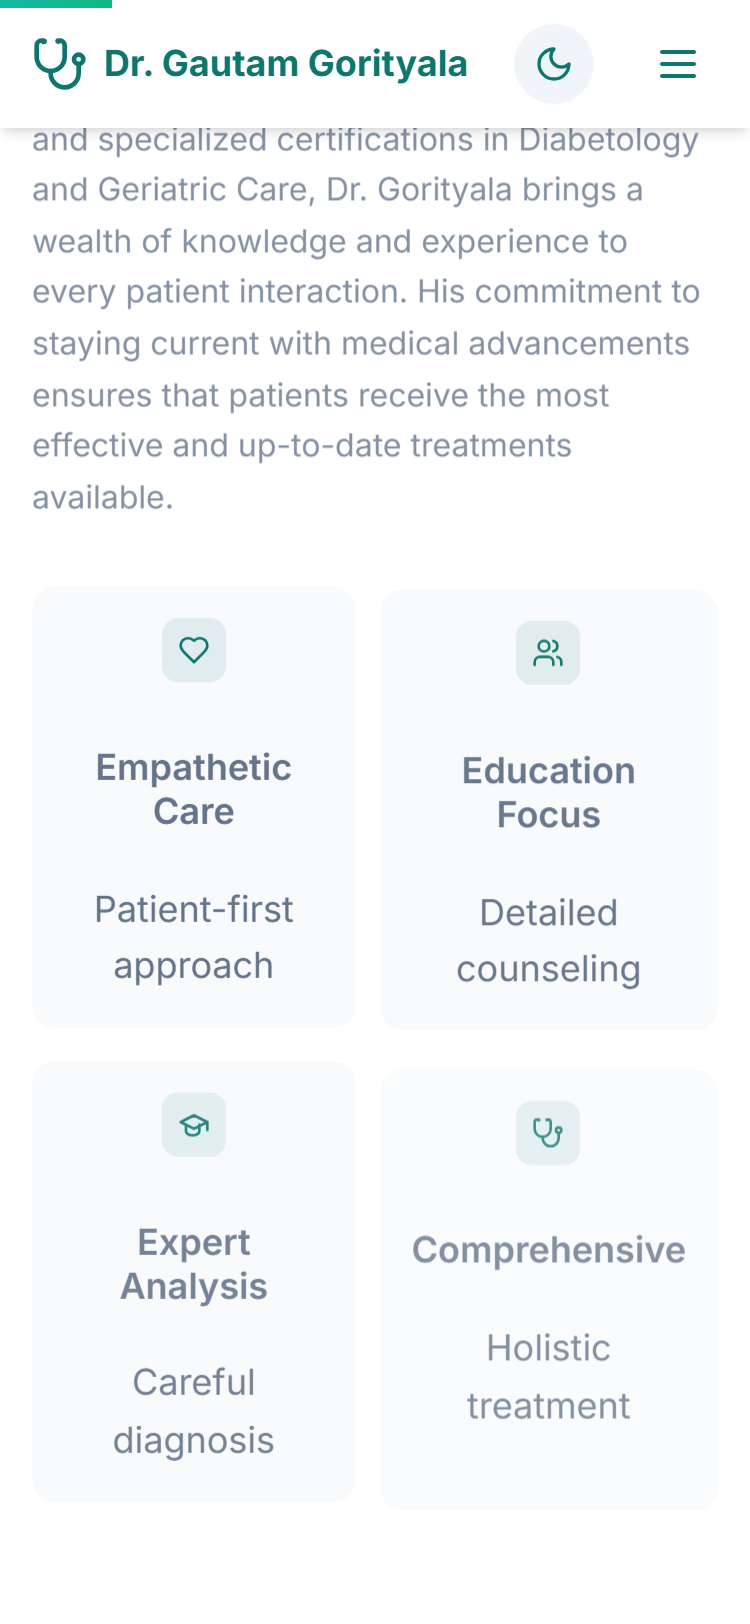 Dr. Gautam Gorityala
and specialized certifications in Diabetology
and Geriatric Care, Dr. Gorityala brings a
wealth of knowledge and experience to
every patient interaction. His commitment to
staying current with medical advancements
ensures that patients receive the most
effective and up-to-date treatments
available.
Empathetic
Care
Patient-first
approach
Education
Focus
Detailed
counseling
Expert
Analysis
Careful
diagnosis
Comprehensive
Holistic
treatment